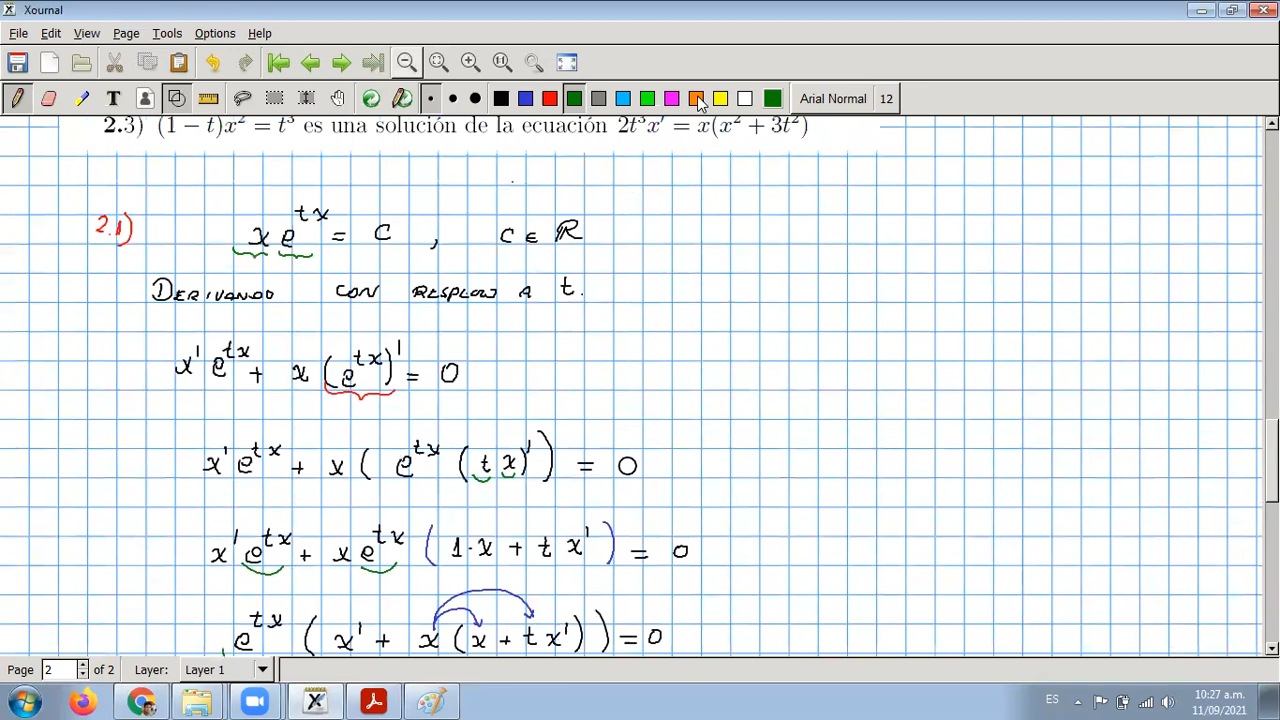 Xournal
File Edit View Page Tools Options Help
T Arial Normal 12
2.3) (1 − t)x² = t³ es una solución de la ecuación 2t³x′ = x(x² + 3t²)
2.1) x e^{tx} = C , C ∈ ℝ
DERIVANDO CON RESPECTO A t.
x' e^{tx} + x (e^{tx})' = 0
x' e^{tx} + x ( e^{tx} (t x)' ) = 0
x' e^{tx} + x e^{tx} ( 1·x + t x' ) = 0
e^{tx} ( x' + x (x + t x') ) = 0
Page 2 of 2 Layer: Layer 1
ES 10:27 a.m.
11/09/2021